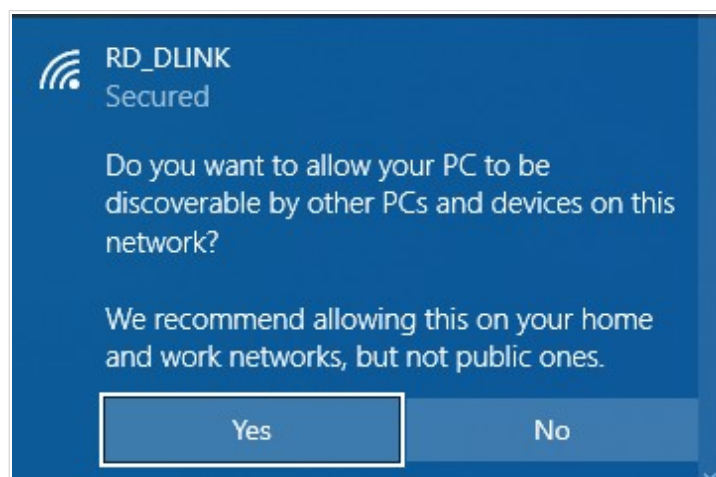 RD_DLINK
Secured
Do you want to allow your PC to be
discoverable by other PCs and devices on this
network?
We recommend allowing this on your home
and work networks, but not public ones.
Yes
No